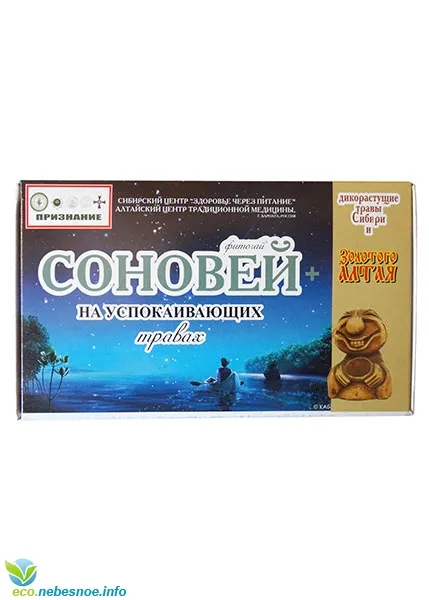 ПРИЗНАНИЕ
СИБИРСКИЙ ЦЕНТР "ЗДОРОВЬЕ ЧЕРЕЗ ПИТАНИЕ"
АЛТАЙСКИЙ ЦЕНТР ТРАДИЦИОННОЙ МЕДИЦИНЫ.
Г. БАРНАУЛ, РОССИЯ
фиточай
СОНОВЕЙ+
НА УСПОКАИВАЮЩИХ
травах
дикорастущие
травы
Сибири
и
Золотого
АЛТАЯ
eco.nebesnoe.info